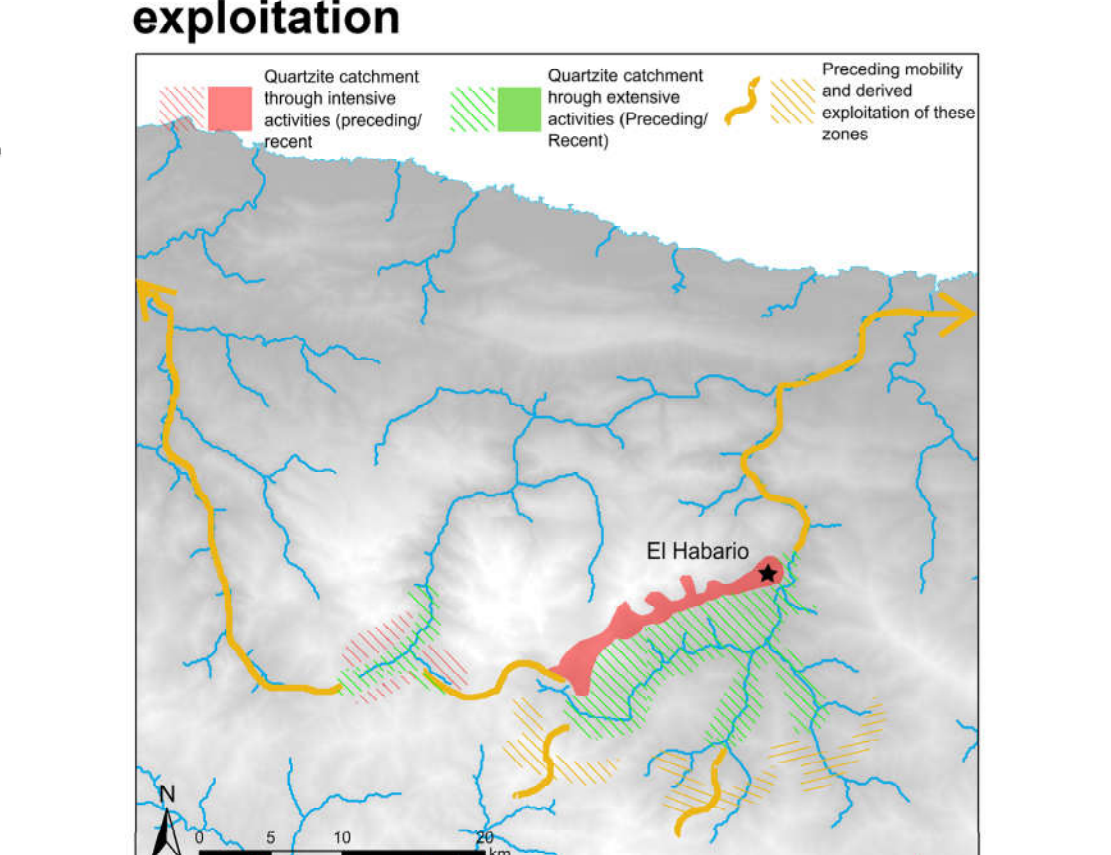 exploitation
Quartzite catchment
through intensive
activities (preceding/
recent
Quartzite catchment
hrough extensive
activities (Preceding/
Recent)
Preceding mobility
and derived
exploitation of these
zones
El Habario
N
0 5 10 20
km